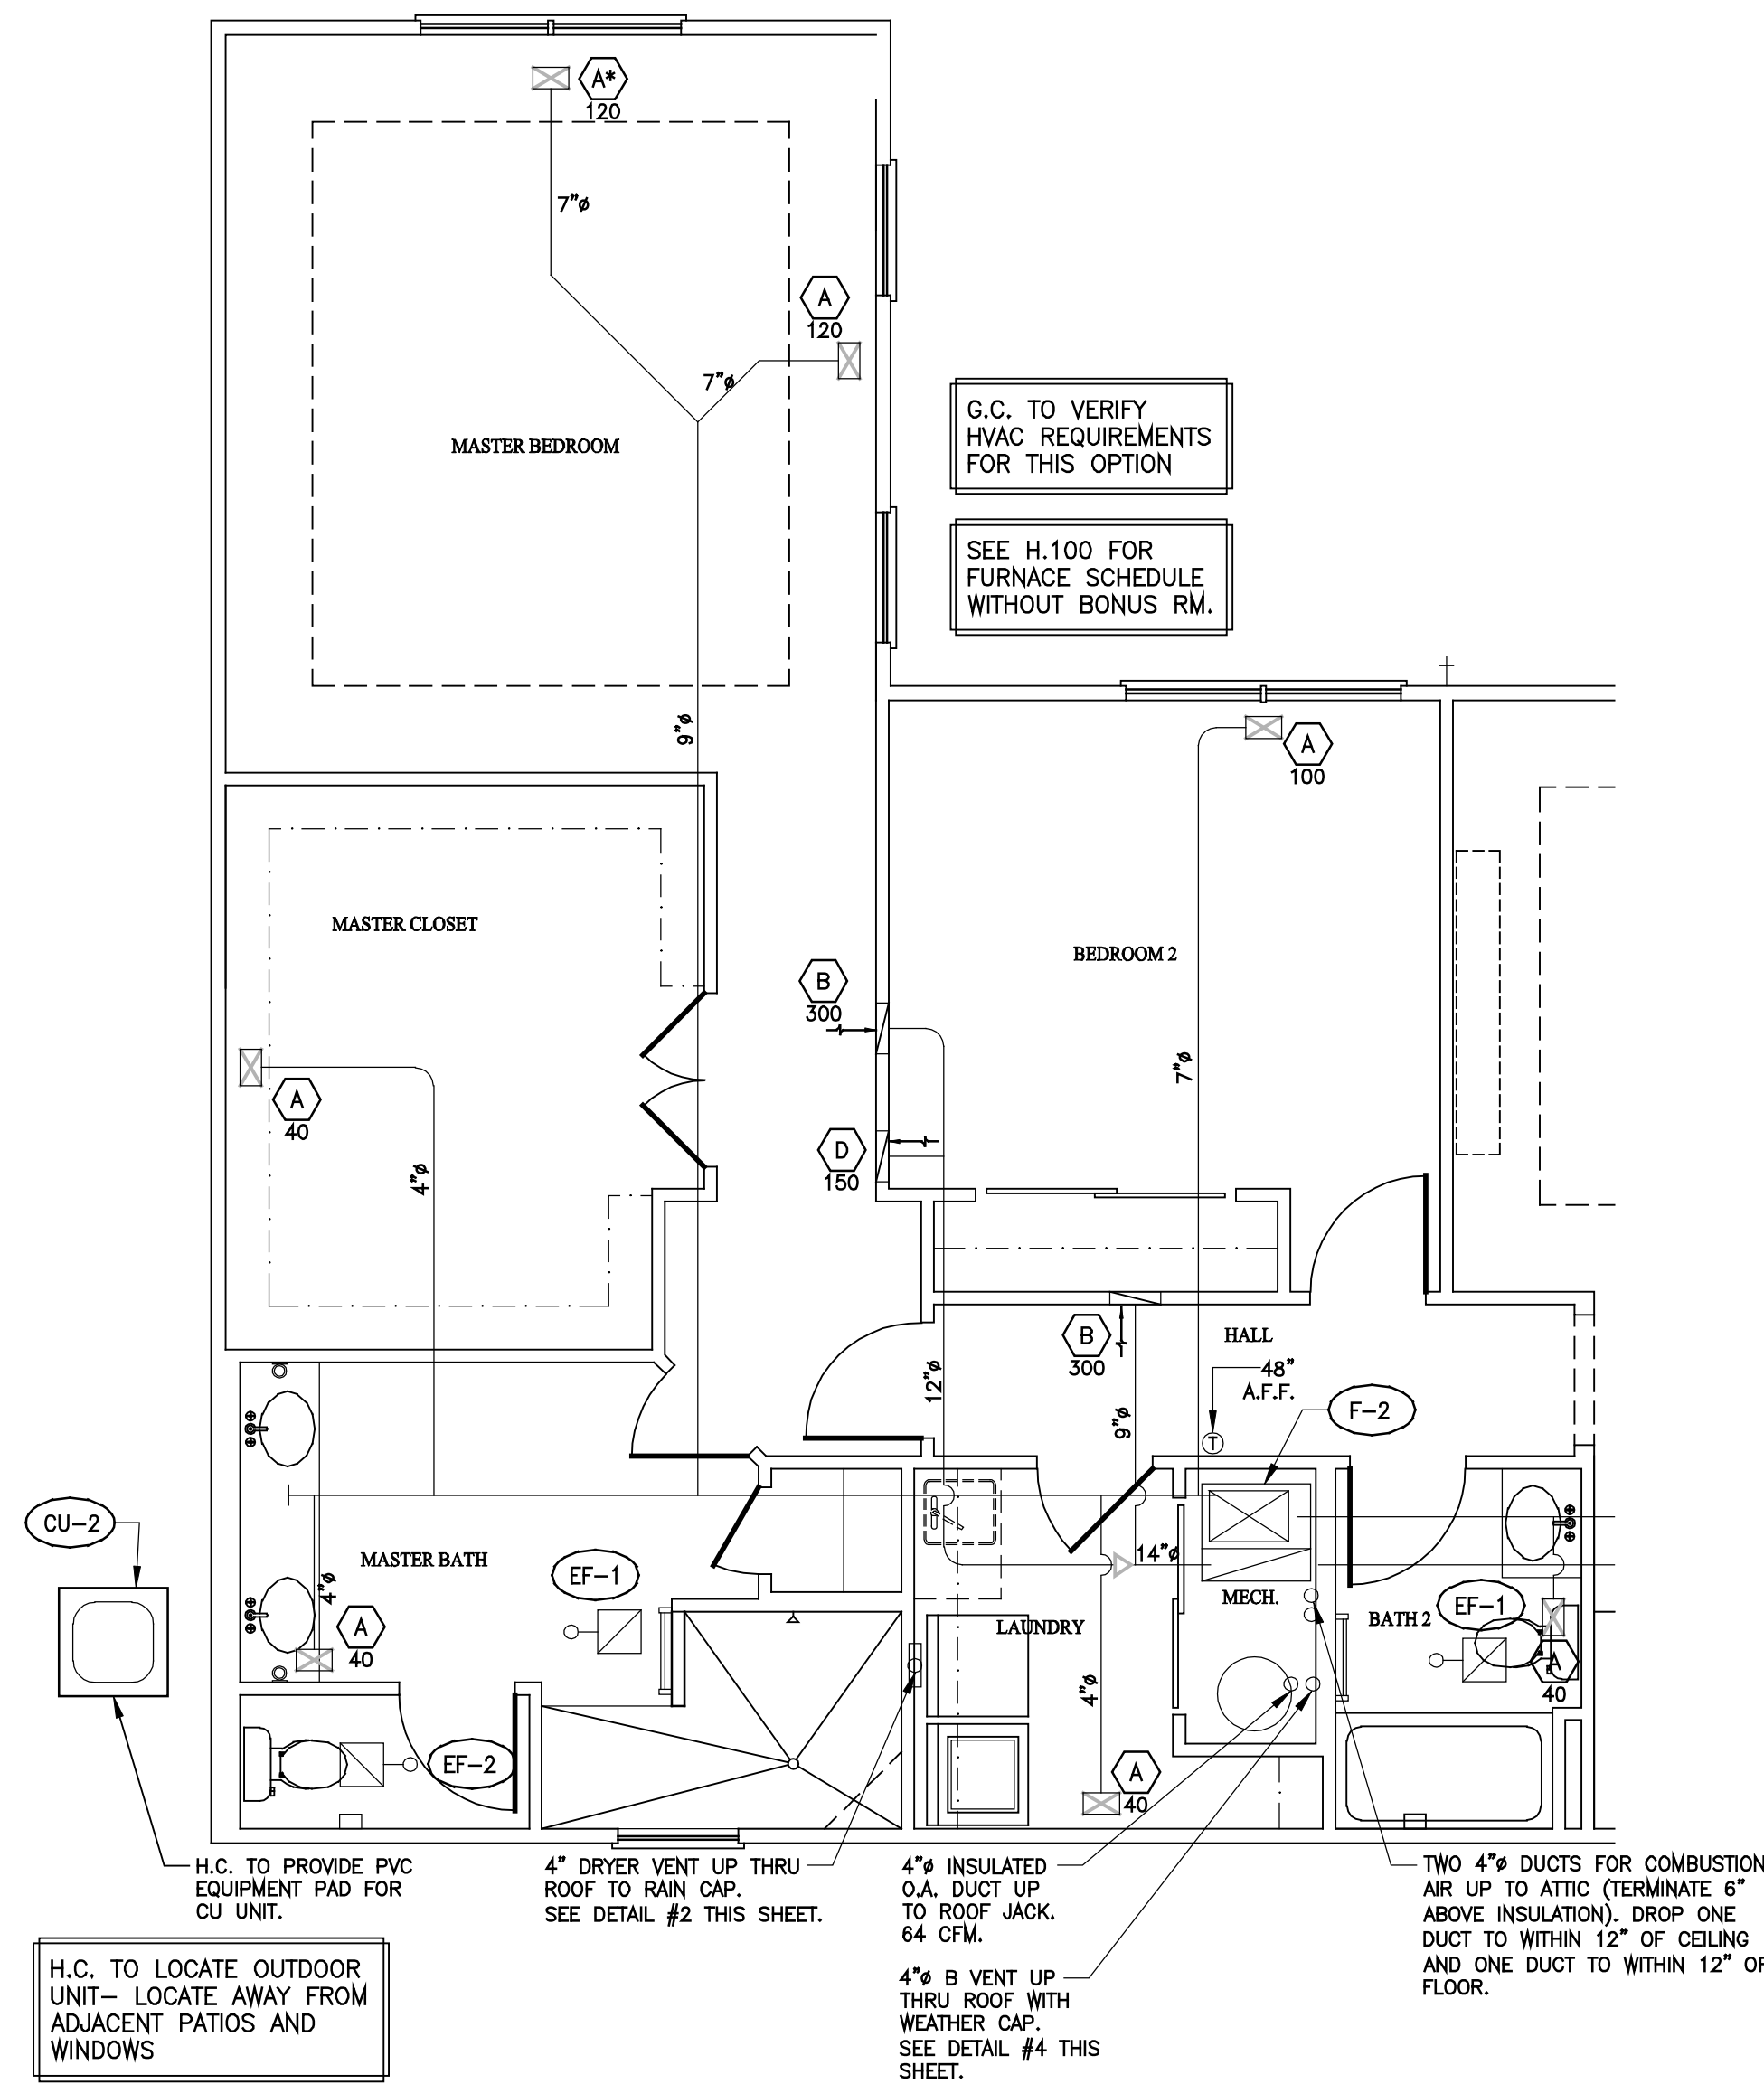 A*
120
7"ø
A
120
7"ø
MASTER BEDROOM
G.C. TO VERIFY
HVAC REQUIREMENTS
FOR THIS OPTION
SEE H.100 FOR
FURNACE SCHEDULE
WITHOUT BONUS RM.
9"ø
A
100
MASTER CLOSET
BEDROOM 2
B
300
7"ø
A
40
D
150
4"ø
B
300
HALL
48"
A.F.F.
12"ø
9"ø
F-2
T
CU-2
MASTER BATH
EF-1
14"ø
4"ø
A
40
LAUNDRY
MECH.
BATH 2
EF-1
A
40
4"ø
EF-2
A
40
H.C. TO PROVIDE PVC
EQUIPMENT PAD FOR
CU UNIT.
4" DRYER VENT UP THRU
ROOF TO RAIN CAP.
SEE DETAIL #2 THIS SHEET.
4"ø INSULATED
O.A. DUCT UP
TO ROOF JACK.
64 CFM.
4"ø B VENT UP
THRU ROOF WITH
WEATHER CAP.
SEE DETAIL #4 THIS
SHEET.
TWO 4"ø DUCTS FOR COMBUSTION
AIR UP TO ATTIC (TERMINATE 6"
ABOVE INSULATION). DROP ONE
DUCT TO WITHIN 12" OF CEILING
AND ONE DUCT TO WITHIN 12" OF
FLOOR.
H.C. TO LOCATE OUTDOOR
UNIT- LOCATE AWAY FROM
ADJACENT PATIOS AND
WINDOWS